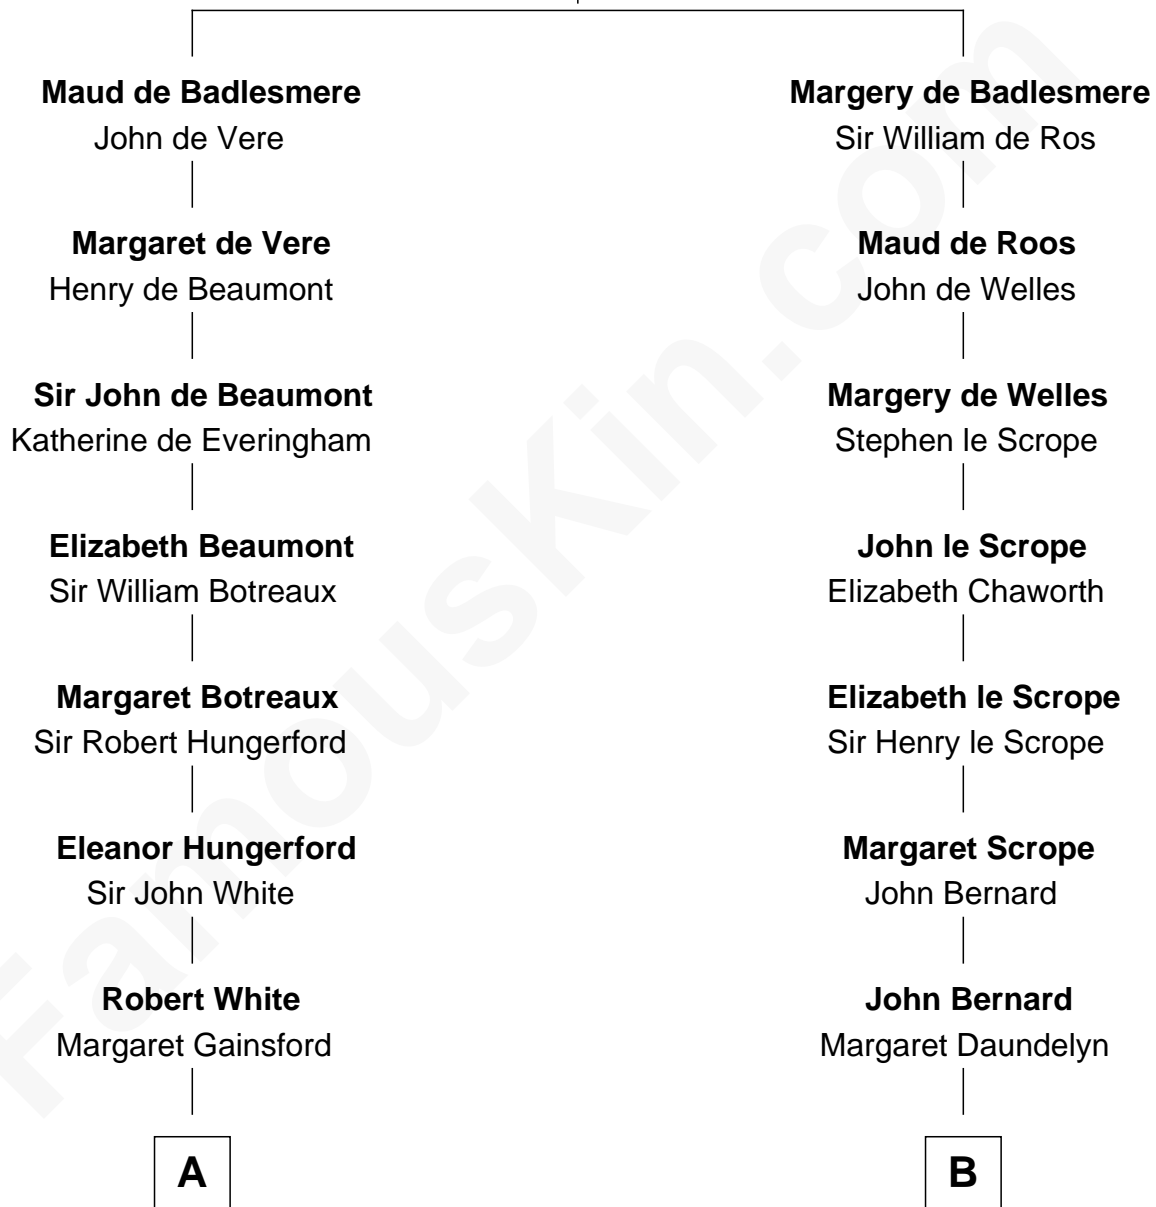 Maud de Badlesmere
John de Vere
Margaret de Vere
Henry de Beaumont
Sir John de Beaumont
Katherine de Everingham
Elizabeth Beaumont
Sir William Botreaux
Margaret Botreaux
Sir Robert Hungerford
Eleanor Hungerford
Sir John White
Robert White
Margaret Gainsford
A
Margery de Badlesmere
Sir William de Ros
Maud de Roos
John de Welles
Margery de Welles
Stephen le Scrope
John le Scrope
Elizabeth Chaworth
Elizabeth le Scrope
Sir Henry le Scrope
Margaret Scrope
John Bernard
John Bernard
Margaret Daundelyn
B
FamousKin.com